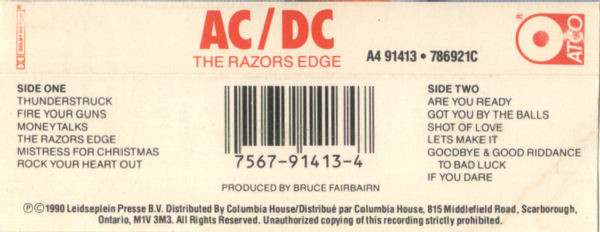 AC/DC
THE RAZORS EDGE
A4 91413 • 786921C
ATCO
SIDE ONE
THUNDERSTRUCK
FIRE YOUR GUNS
MONEYTALKS
THE RAZORS EDGE
MISTRESS FOR CHRISTMAS
ROCK YOUR HEART OUT
7567-91413-4
SIDE TWO
ARE YOU READY
GOT YOU BY THE BALLS
SHOT OF LOVE
LETS MAKE IT
GOODBYE & GOOD RIDDANCE
TO BAD LUCK
IF YOU DARE
PRODUCED BY BRUCE FAIRBAIRN
Ⓟ©1990 Leidseplein Presse B.V. Distributed By Columbia House/Distribué par Columbia House, 815 Middlefield Road, Scarborough,
Ontario, M1V 3M3. All Rights Reserved. Unauthorized copying of this recording strictly prohibited.